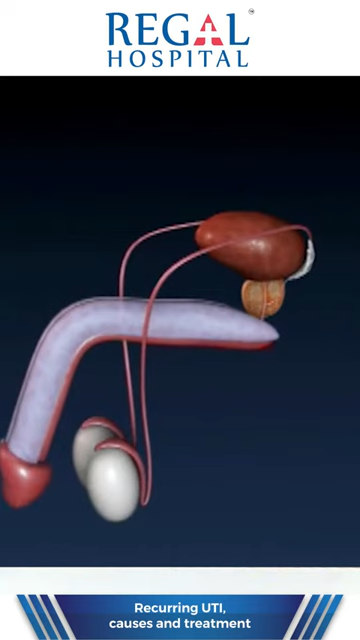 REGAL
HOSPITAL
Recurring UTI,
causes and treatment